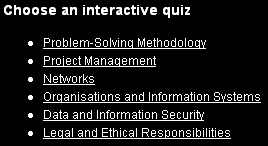 Choose an interactive quiz
Problem-Solving Methodology
Project Management
Networks
Organisations and Information Systems
Data and Information Security
Legal and Ethical Responsibilities